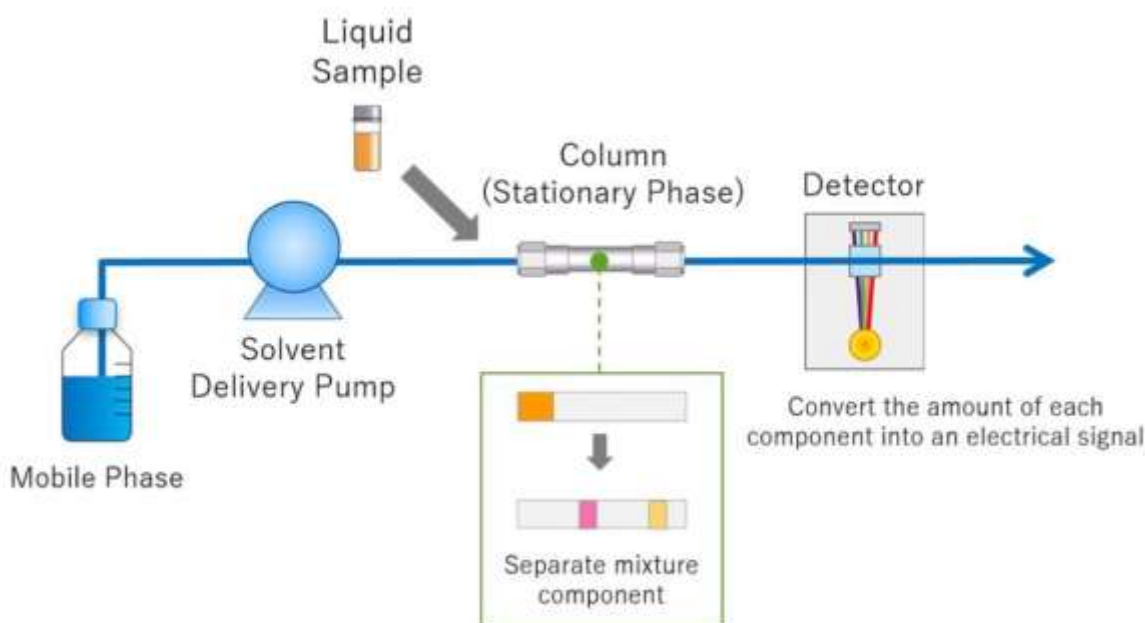 Liquid
Sample
Column
(Stationary Phase)
Detector
Solvent
Delivery Pump
Mobile Phase
Convert the amount of each
component into an electrical signal
Separate mixture
component